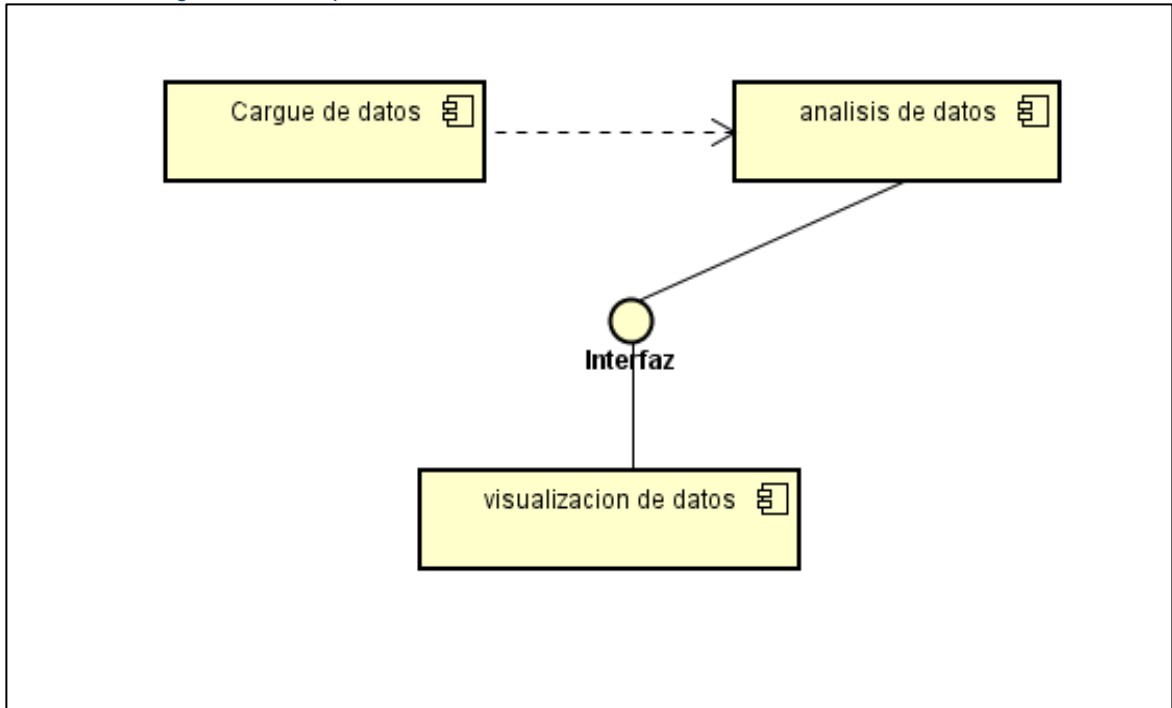 Cargue de datos
analisis de datos
Interfaz
visualizacion de datos